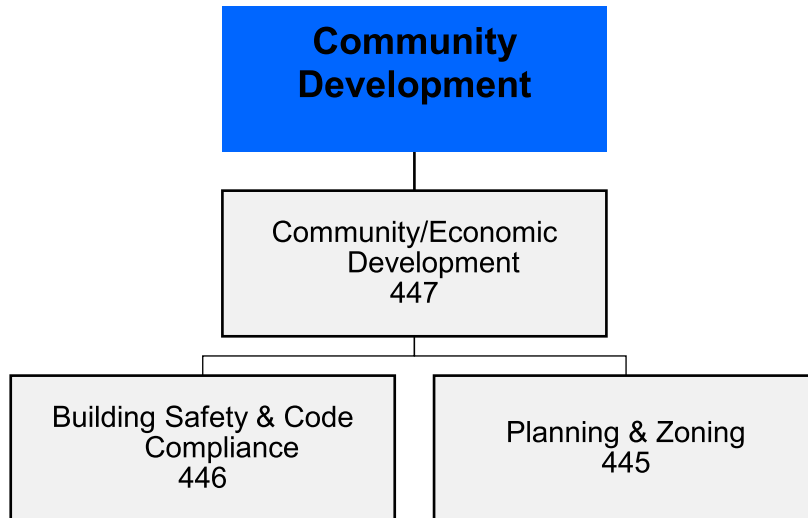 Community
Development
Community/Economic
Development
447
Building Safety & Code
Compliance
446
Planning & Zoning
445